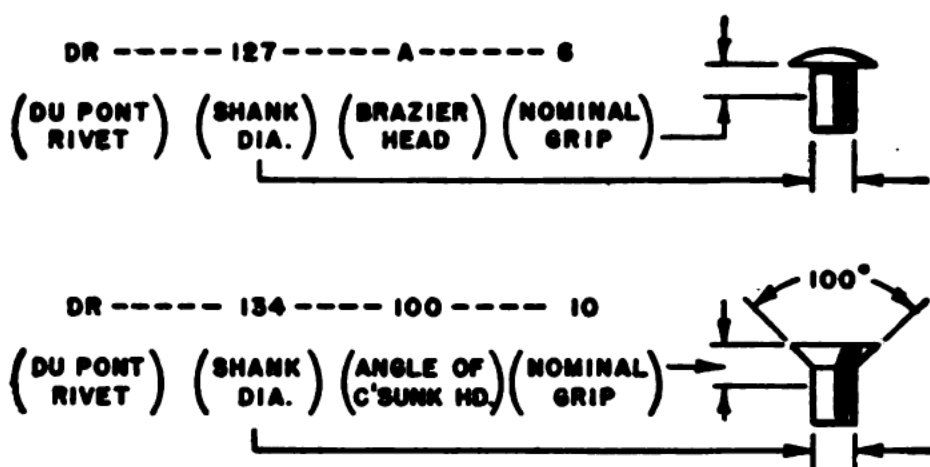 DR ------ 127 ----- A ------ 6
(DU PONT RIVET) (SHANK DIA.) (BRAZIER HEAD) (NOMINAL GRIP)
100°
DR ------ 134 ---- 100 ----- 10
(DU PONT RIVET) (SHANK DIA.) (ANGLE OF C'SUNK HD.) (NOMINAL GRIP)